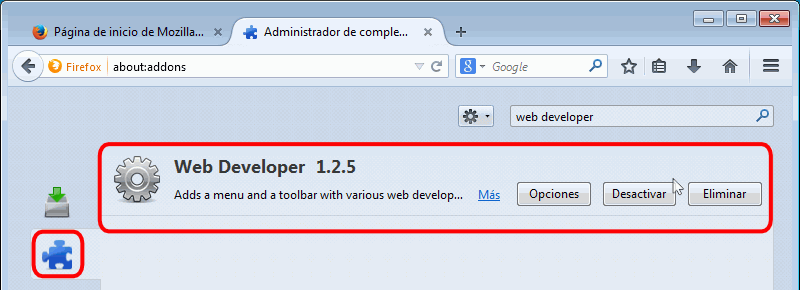 Página de inicio de Mozilla...
Administrador de comple...
Firefox
about:addons
Google
web developer
Web Developer 1.2.5
Adds a menu and a toolbar with various web develop...
Más
Opciones
Desactivar
Eliminar